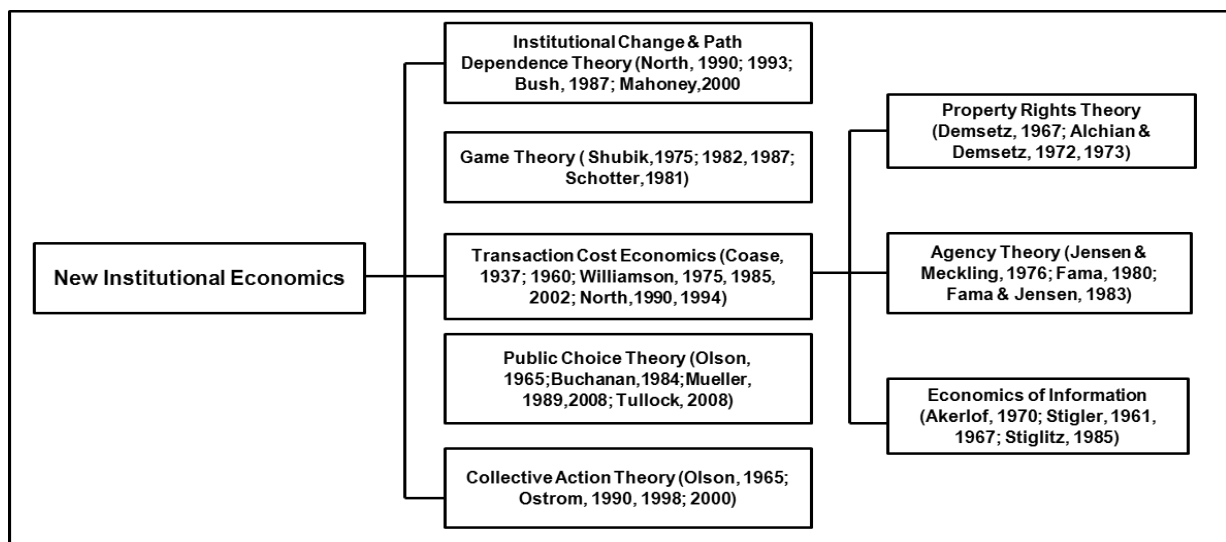 Institutional Change & Path
Dependence Theory (North, 1990; 1993;
Bush, 1987; Mahoney,2000
Game Theory ( Shubik,1975; 1982, 1987;
Schotter,1981)
New Institutional Economics
Transaction Cost Economics (Coase,
1937; 1960; Williamson, 1975, 1985,
2002; North,1990, 1994)
Public Choice Theory (Olson,
1965;Buchanan,1984;Mueller,
1989,2008; Tullock, 2008)
Collective Action Theory (Olson, 1965;
Ostrom, 1990, 1998; 2000)
Property Rights Theory
(Demsetz, 1967; Alchian &
Demsetz, 1972, 1973)
Agency Theory (Jensen &
Meckling, 1976; Fama, 1980;
Fama & Jensen, 1983)
Economics of Information
(Akerlof, 1970; Stigler, 1961,
1967; Stiglitz, 1985)